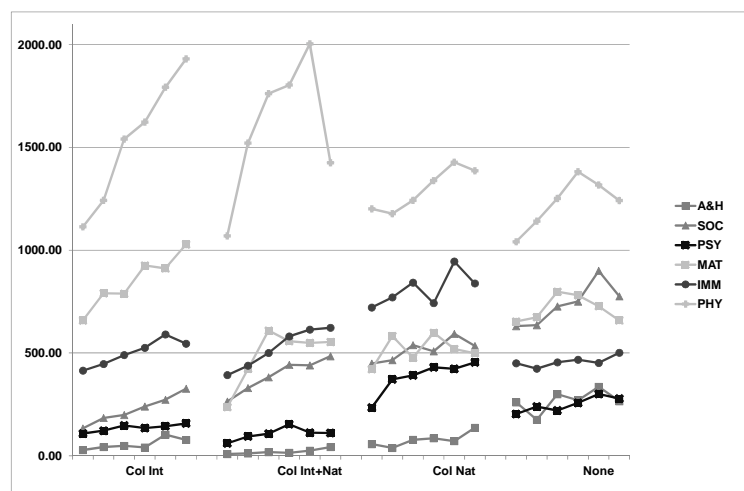 2000.00
1500.00
1000.00
500.00
0.00
Col Int
Col Int+Nat
Col Nat
None
A&H
SOC
PSY
MAT
IMM
PHY